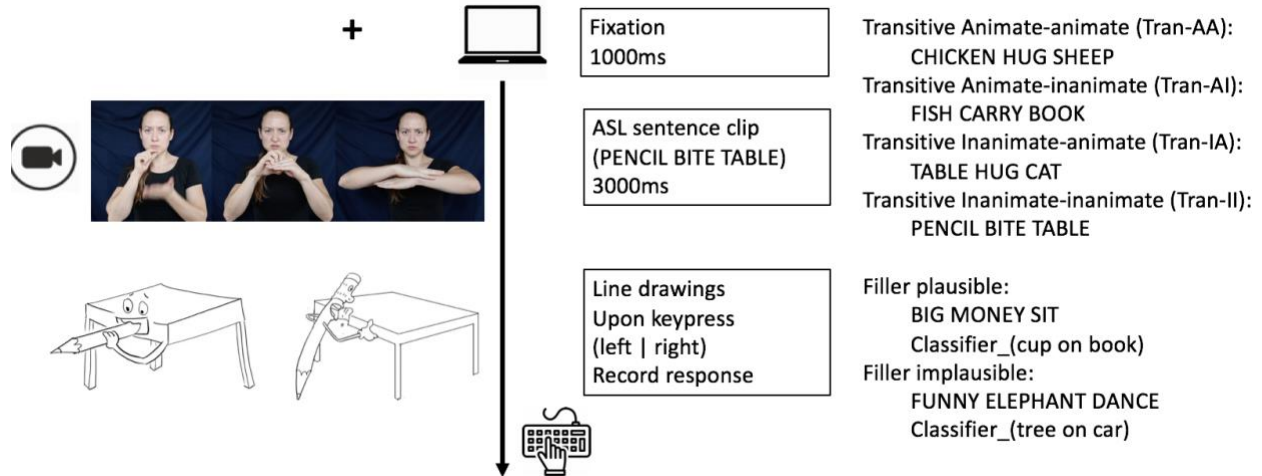 +
Fixation
1000ms
ASL sentence clip
(PENCIL BITE TABLE)
3000ms
Line drawings
Upon keypress
(left | right)
Record response
Transitive Animate-animate (Tran-AA):
CHICKEN HUG SHEEP
Transitive Animate-inanimate (Tran-AI):
FISH CARRY BOOK
Transitive Inanimate-animate (Tran-IA):
TABLE HUG CAT
Transitive Inanimate-inanimate (Tran-II):
PENCIL BITE TABLE
Filler plausible:
BIG MONEY SIT
Classifier_(cup on book)
Filler implausible:
FUNNY ELEPHANT DANCE
Classifier_(tree on car)